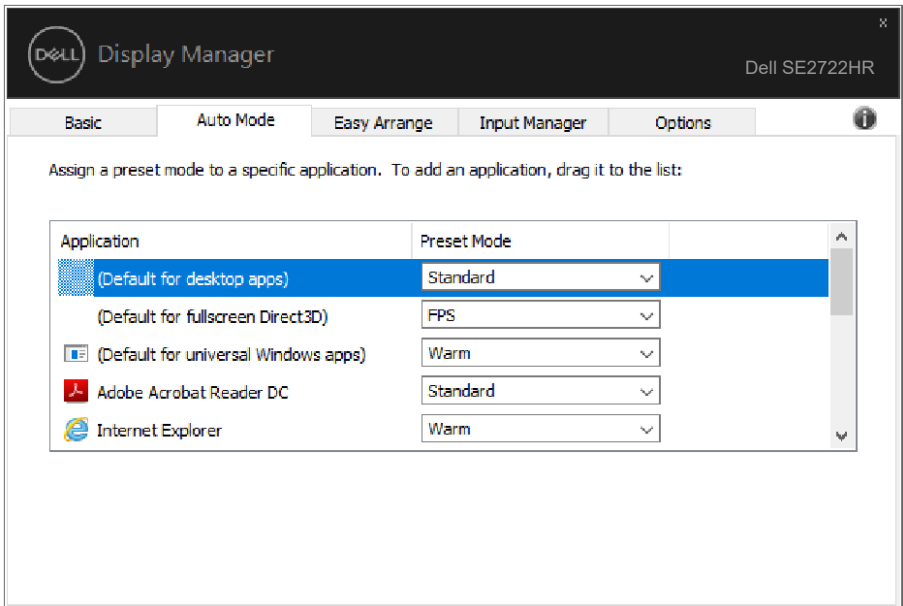 DELL Display Manager
x
Dell SE2722HR
Basic Auto Mode Easy Arrange Input Manager Options
Assign a preset mode to a specific application. To add an application, drag it to the list:
Application Preset Mode
(Default for desktop apps) Standard
(Default for fullscreen Direct3D) FPS
(Default for universal Windows apps) Warm
Adobe Acrobat Reader DC Standard
Internet Explorer Warm